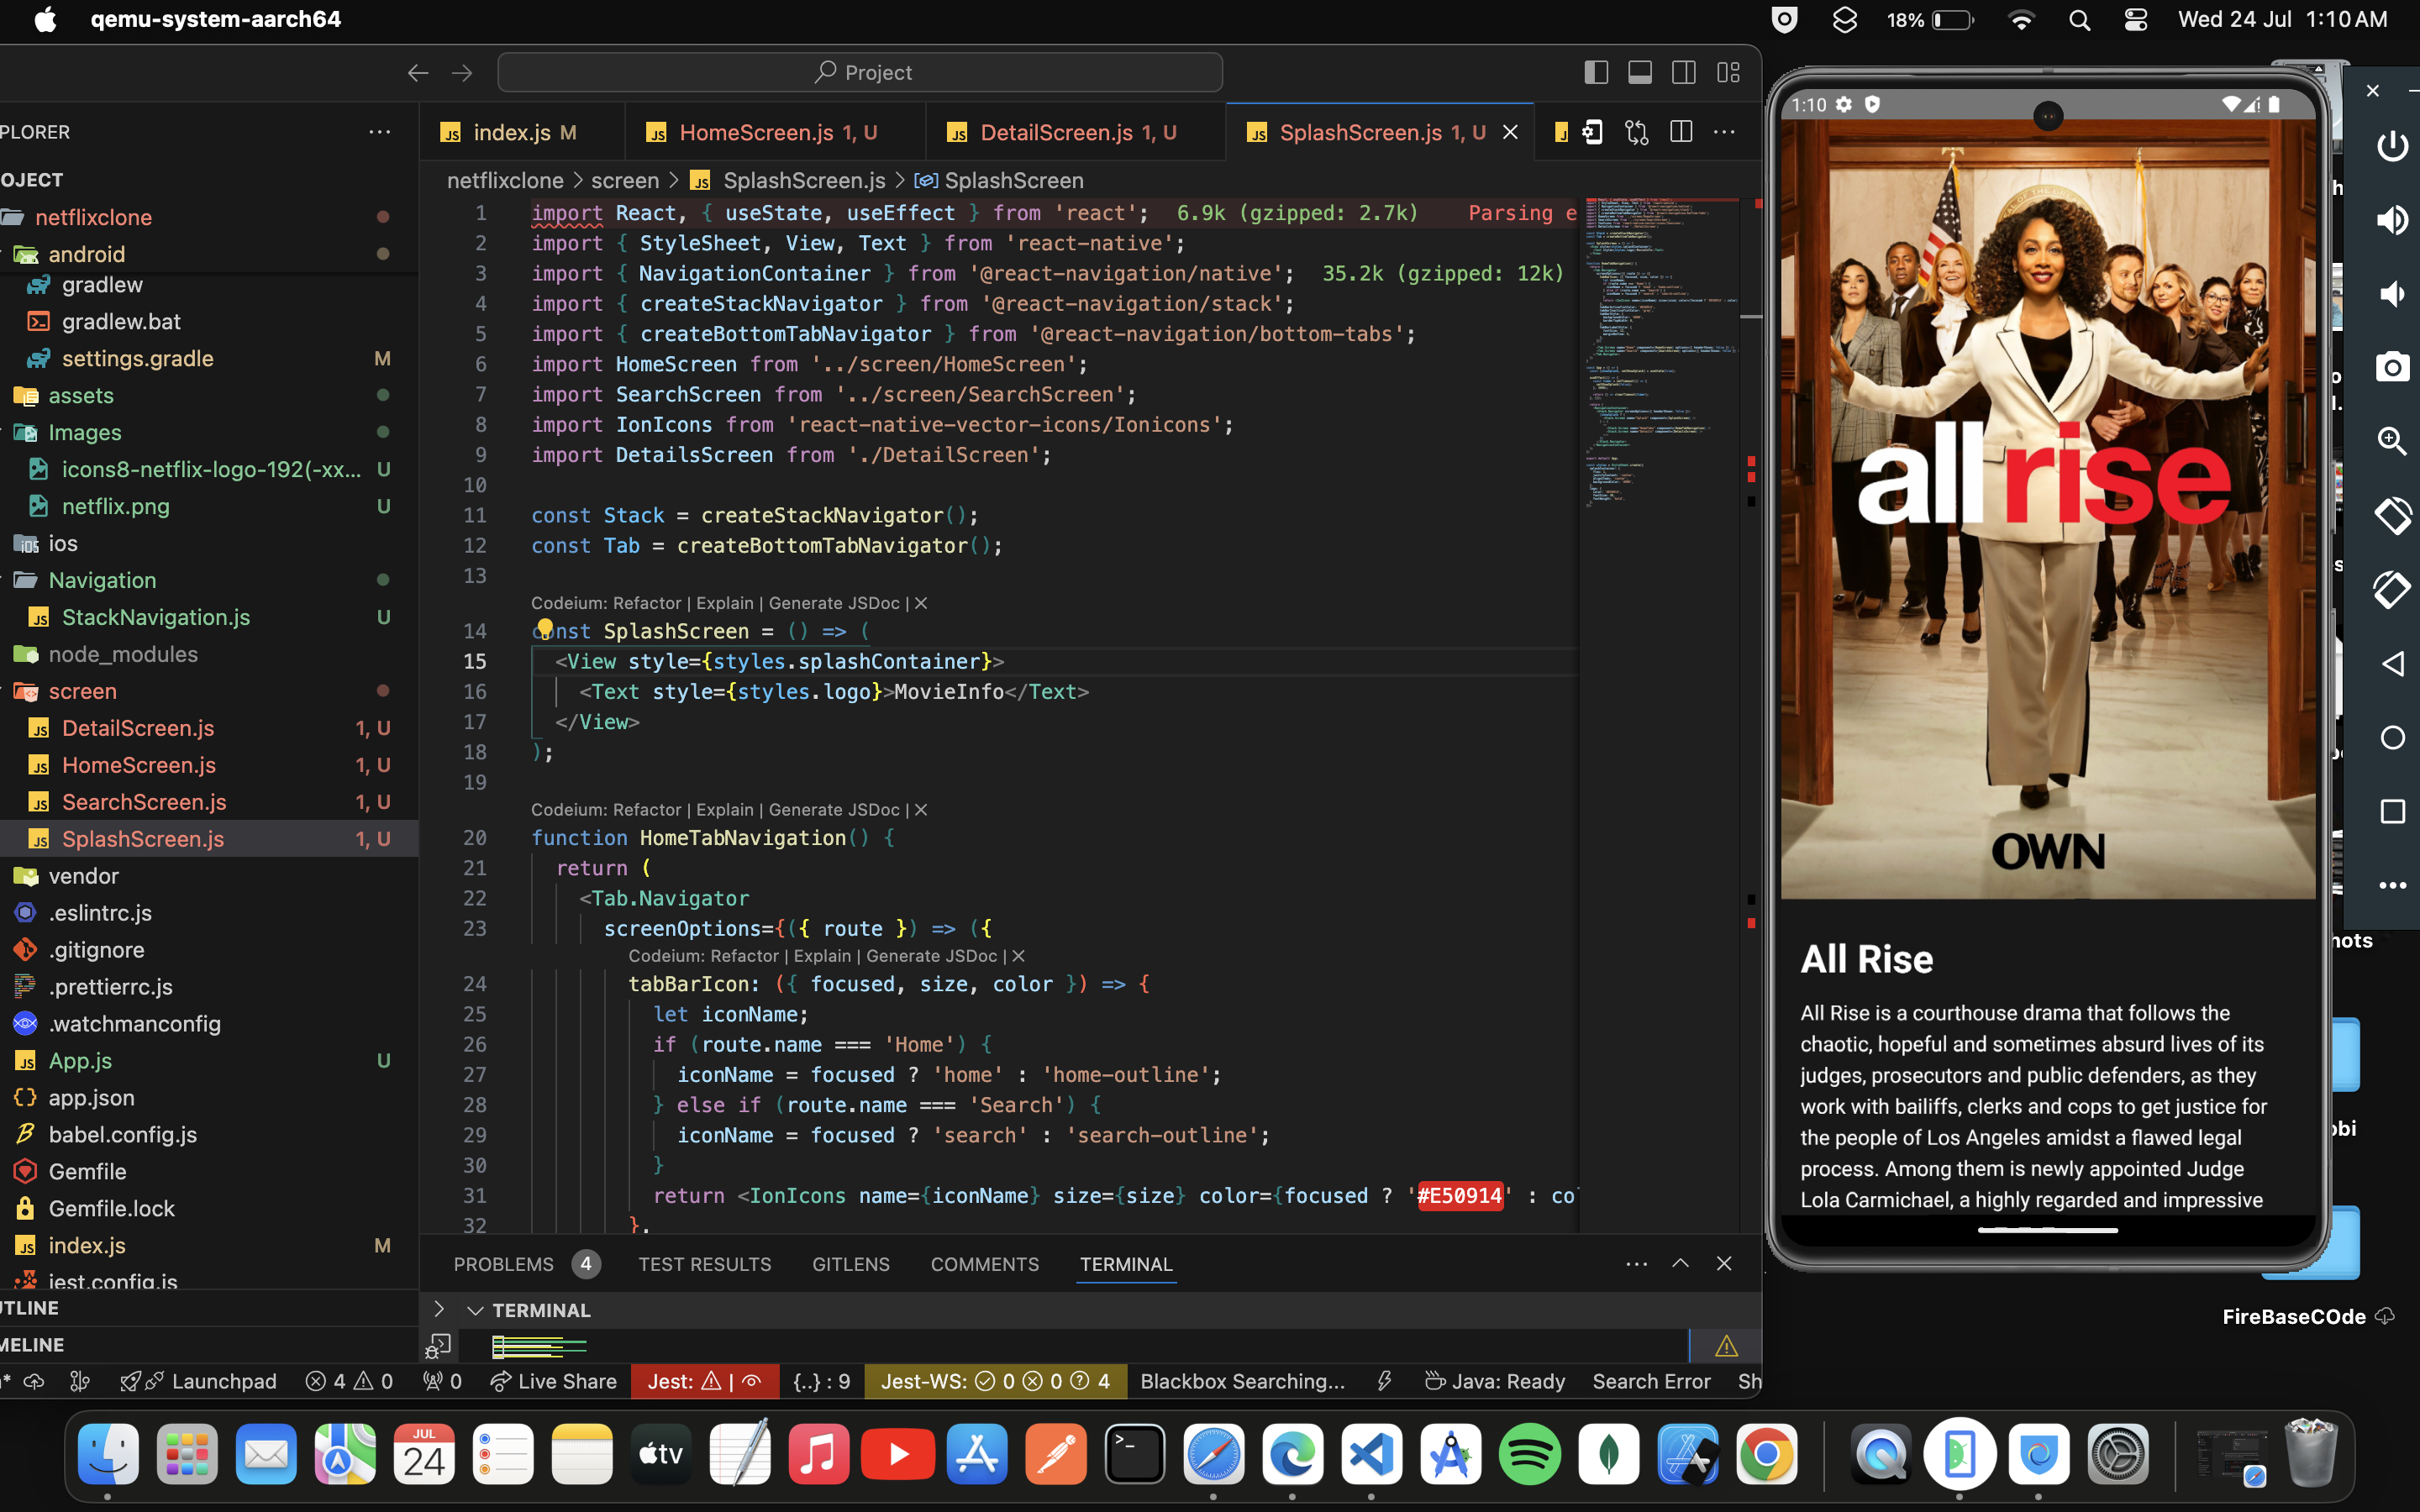 qemu-system-aarch64
18%
Wed 24 Jul 1:10 AM
Project
PLORER
index.js M
HomeScreen.js 1, U
DetailScreen.js 1, U
SplashScreen.js 1, U
netflixclone > screen > SplashScreen.js > SplashScreen
OJECT
netflixclone
android
gradlew
gradlew.bat
settings.gradle M
assets
Images
icons8-netflix-logo-192(-xx... U
netflix.png U
ios
Navigation
StackNavigation.js U
node_modules
screen
DetailScreen.js 1, U
HomeScreen.js 1, U
SearchScreen.js 1, U
SplashScreen.js 1, U
vendor
.eslintrc.js
.gitignore
.prettierrc.js
.watchmanconfig
App.js U
app.json
babel.config.js
Gemfile
Gemfile.lock
index.js M
jest.config.js
UTLINE
MELINE
1 import React, { useState, useEffect } from 'react'; 6.9k (gzipped: 2.7k) Parsing e
2 import { StyleSheet, View, Text } from 'react-native';
3 import { NavigationContainer } from '@react-navigation/native'; 35.2k (gzipped: 12k)
4 import { createStackNavigator } from '@react-navigation/stack';
5 import { createBottomTabNavigator } from '@react-navigation/bottom-tabs';
6 import HomeScreen from '../screen/HomeScreen';
7 import SearchScreen from '../screen/SearchScreen';
8 import IonIcons from 'react-native-vector-icons/Ionicons';
9 import DetailsScreen from './DetailScreen';
10
11 const Stack = createStackNavigator();
12 const Tab = createBottomTabNavigator();
13
Codeium: Refactor | Explain | Generate JSDoc | ✕
14 const SplashScreen = () => (
15 <View style={styles.splashContainer}>
16 <Text style={styles.logo}>MovieInfo</Text>
17 </View>
18 );
19
Codeium: Refactor | Explain | Generate JSDoc | ✕
20 function HomeTabNavigation() {
21 return (
22 <Tab.Navigator
23 screenOptions={({ route }) => ({
Codeium: Refactor | Explain | Generate JSDoc | ✕
24 tabBarIcon: ({ focused, size, color }) => {
25 let iconName;
26 if (route.name === 'Home') {
27 iconName = focused ? 'home' : 'home-outline';
28 } else if (route.name === 'Search') {
29 iconName = focused ? 'search' : 'search-outline';
30 }
31 return <IonIcons name={iconName} size={size} color={focused ? '#E50914' : co
32 },
PROBLEMS 4 TEST RESULTS GITLENS COMMENTS TERMINAL
TERMINAL
Launchpad 4 0 0 Live Share Jest: | {..} : 9 Jest-WS: 0 0 4 Blackbox Searching... Java: Ready Search Error Sh
1:10
all rise
OWN
All Rise
All Rise is a courthouse drama that follows the
chaotic, hopeful and sometimes absurd lives of its
judges, prosecutors and public defenders, as they
work with bailiffs, clerks and cops to get justice for
the people of Los Angeles amidst a flawed legal
process. Among them is newly appointed Judge
Lola Carmichael, a highly regarded and impressive
hots
obi
FireBaseCOde
JUL
24
tv